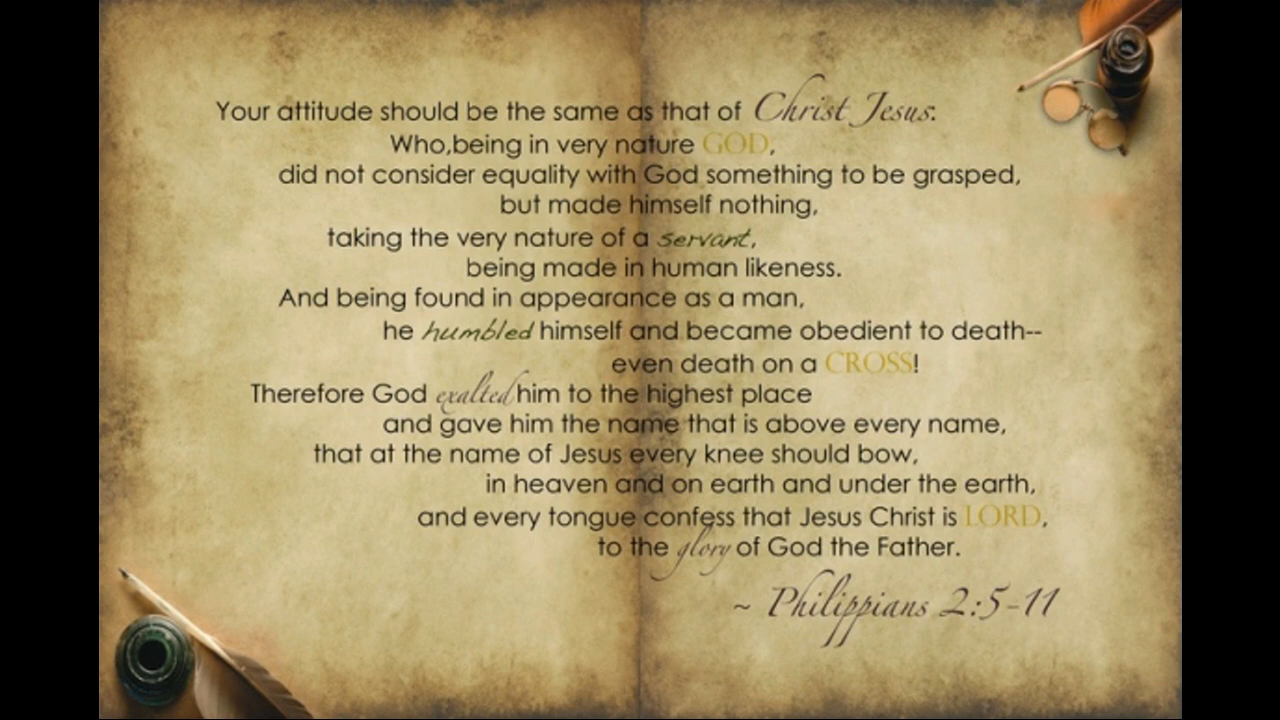 Your attitude should be the same as that of Christ Jesus:
Who,being in very nature GOD,
did not consider equality with God something to be grasped,
but made himself nothing,
taking the very nature of a servant,
being made in human likeness.
And being found in appearance as a man,
he humbled himself and became obedient to death--
even death on a CROSS!
Therefore God exalted him to the highest place
and gave him the name that is above every name,
that at the name of Jesus every knee should bow,
in heaven and on earth and under the earth,
and every tongue confess that Jesus Christ is LORD,
to the glory of God the Father.
~ Philippians 2:5-11